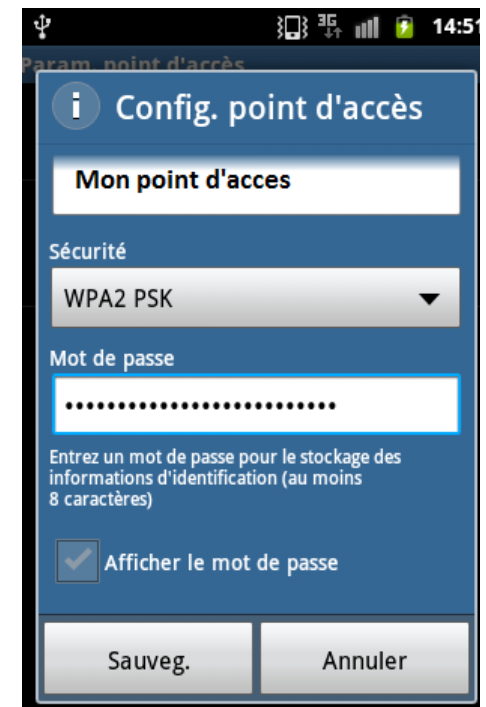 3G 14:51
Param. point d'accès
i Config. point d'accès
Mon point d'acces
Sécurité
WPA2 PSK
Mot de passe
••••••••••••••••••••••••••
Entrez un mot de passe pour le stockage des
informations d'identification (au moins
8 caractères)
Afficher le mot de passe
Sauveg. Annuler